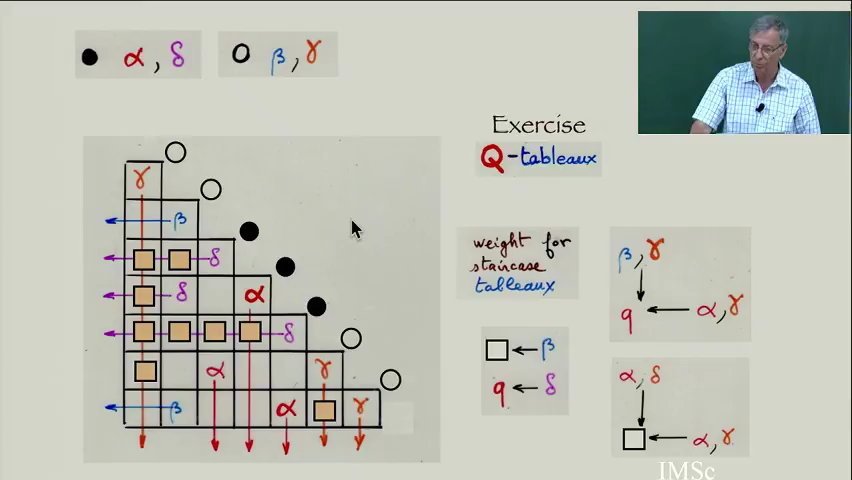 α, δ
β, γ
Exercise
Q-tableaux
γ
β
δ
δ
α
δ
α
γ
β
α
γ
weight for
staircase
tableaux
β
q
δ
β, γ
q
α, γ
α, δ
α, γ
IMSc